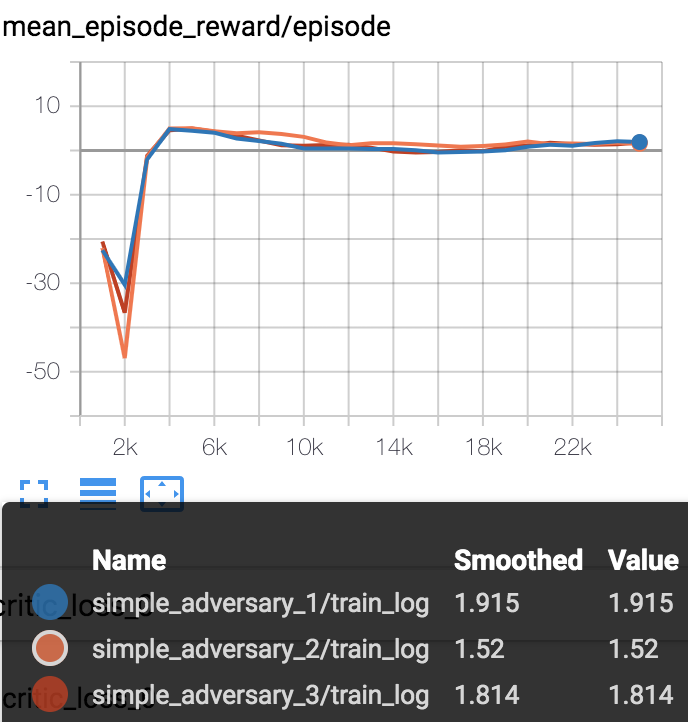 mean_episode_reward/episode
10
-10
-30
-50
2k 6k 10k 14k 18k 22k
Name Smoothed Value
critic_loss_0
simple_adversary_1/train_log 1.915 1.915
simple_adversary_2/train_log 1.52 1.52
critic_loss_
simple_adversary_3/train_log 1.814 1.814